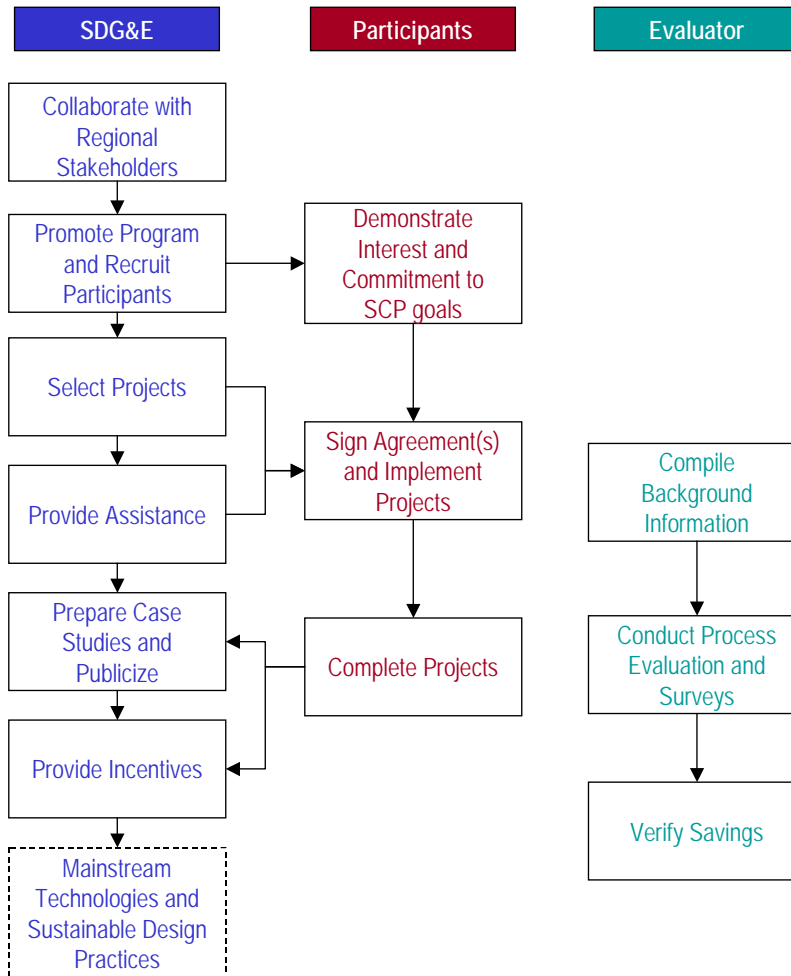 SDG&E
Participants
Evaluator
Collaborate with
Regional
Stakeholders
Promote Program
and Recruit
Participants
Select Projects
Provide Assistance
Prepare Case
Studies and
Publicize
Provide Incentives
Mainstream
Technologies and
Sustainable Design
Practices
Demonstrate
Interest and
Commitment to
SCP goals
Sign Agreement(s)
and Implement
Projects
Complete Projects
Compile
Background
Information
Conduct Process
Evaluation and
Surveys
Verify Savings